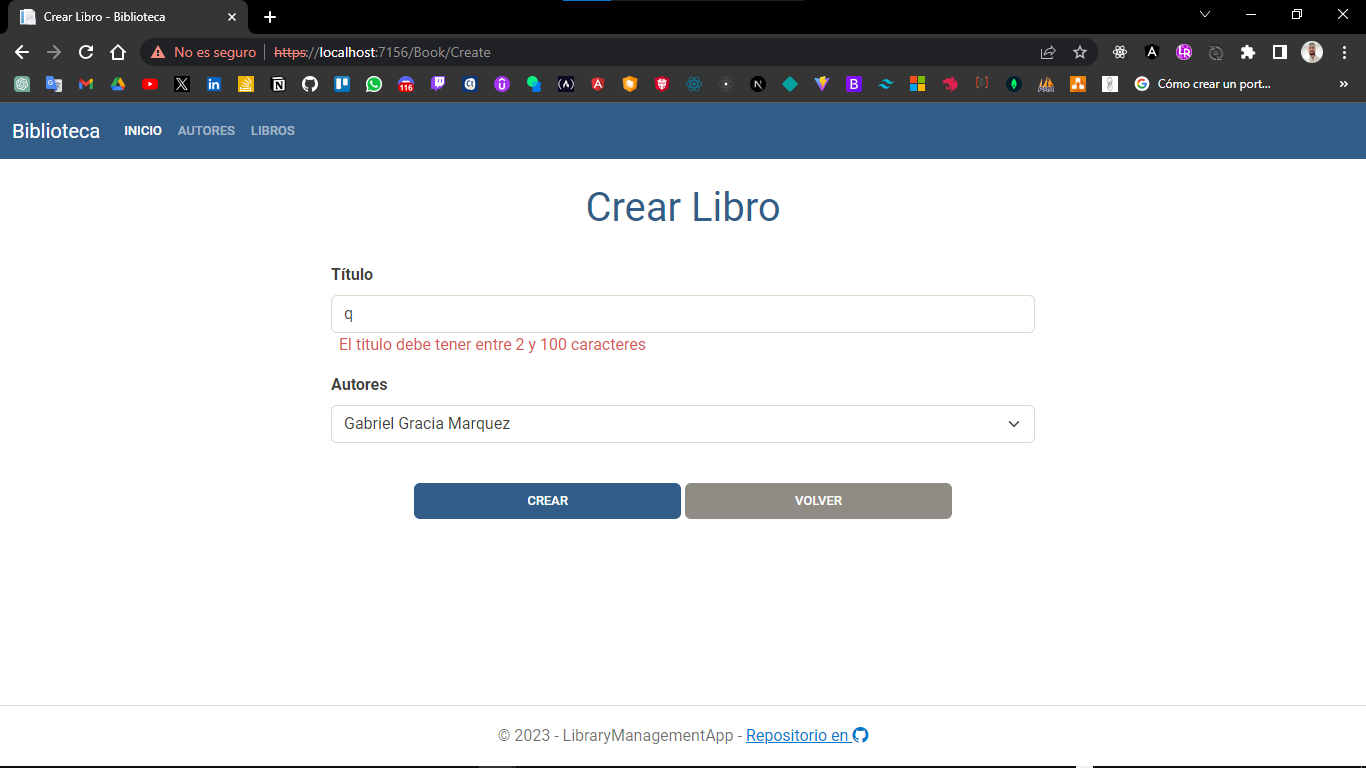 Crear Libro - Biblioteca
No es seguro
https://localhost:7156/Book/Create
116
Cómo crear un port...
Biblioteca INICIO AUTORES LIBROS
Crear Libro
Título
q
El titulo debe tener entre 2 y 100 caracteres
Autores
Gabriel Gracia Marquez
CREAR VOLVER
© 2023 - LibraryManagementApp - Repositorio en